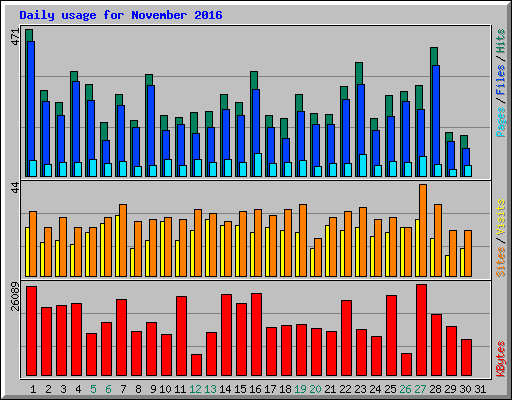 Daily usage for November 2016
471
Pages / Files / Hits
44
Sites / Visits
26089
KBytes
1 2 3 4 5 6 7 8 9 10 11 12 13 14 15 16 17 18 19 20 21 22 23 24 25 26 27 28 29 30 31